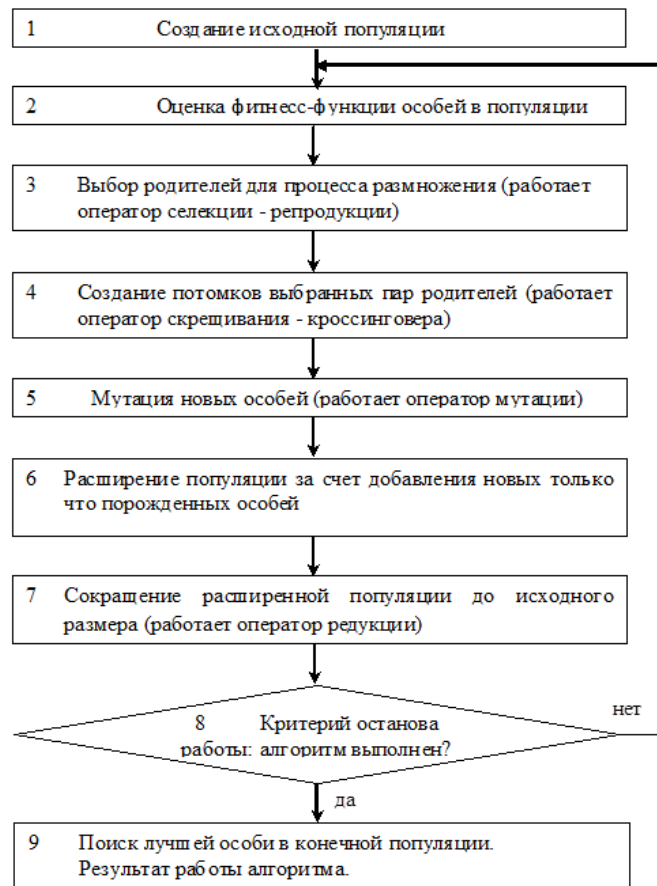 1 Создание исходной популяции
2 Оценка фитнесс-функции особей в популяции
3 Выбор родителей для процесса размножения (работает
оператор селекции - репродукции)
4 Создание потомков выбранных пар родителей (работает
оператор скрещивания - кроссинговера)
5 Мутация новых особей (работает оператор мутации)
6 Расширение популяции за счет добавления новых только
что порожденных особей
7 Сокращение расширенной популяции до исходного
размера (работает оператор редукции)
8 Критерий останова
работы: алгоритм выполнен?
нет
да
9 Поиск лучшей особи в конечной популяции.
Результат работы алгоритма.